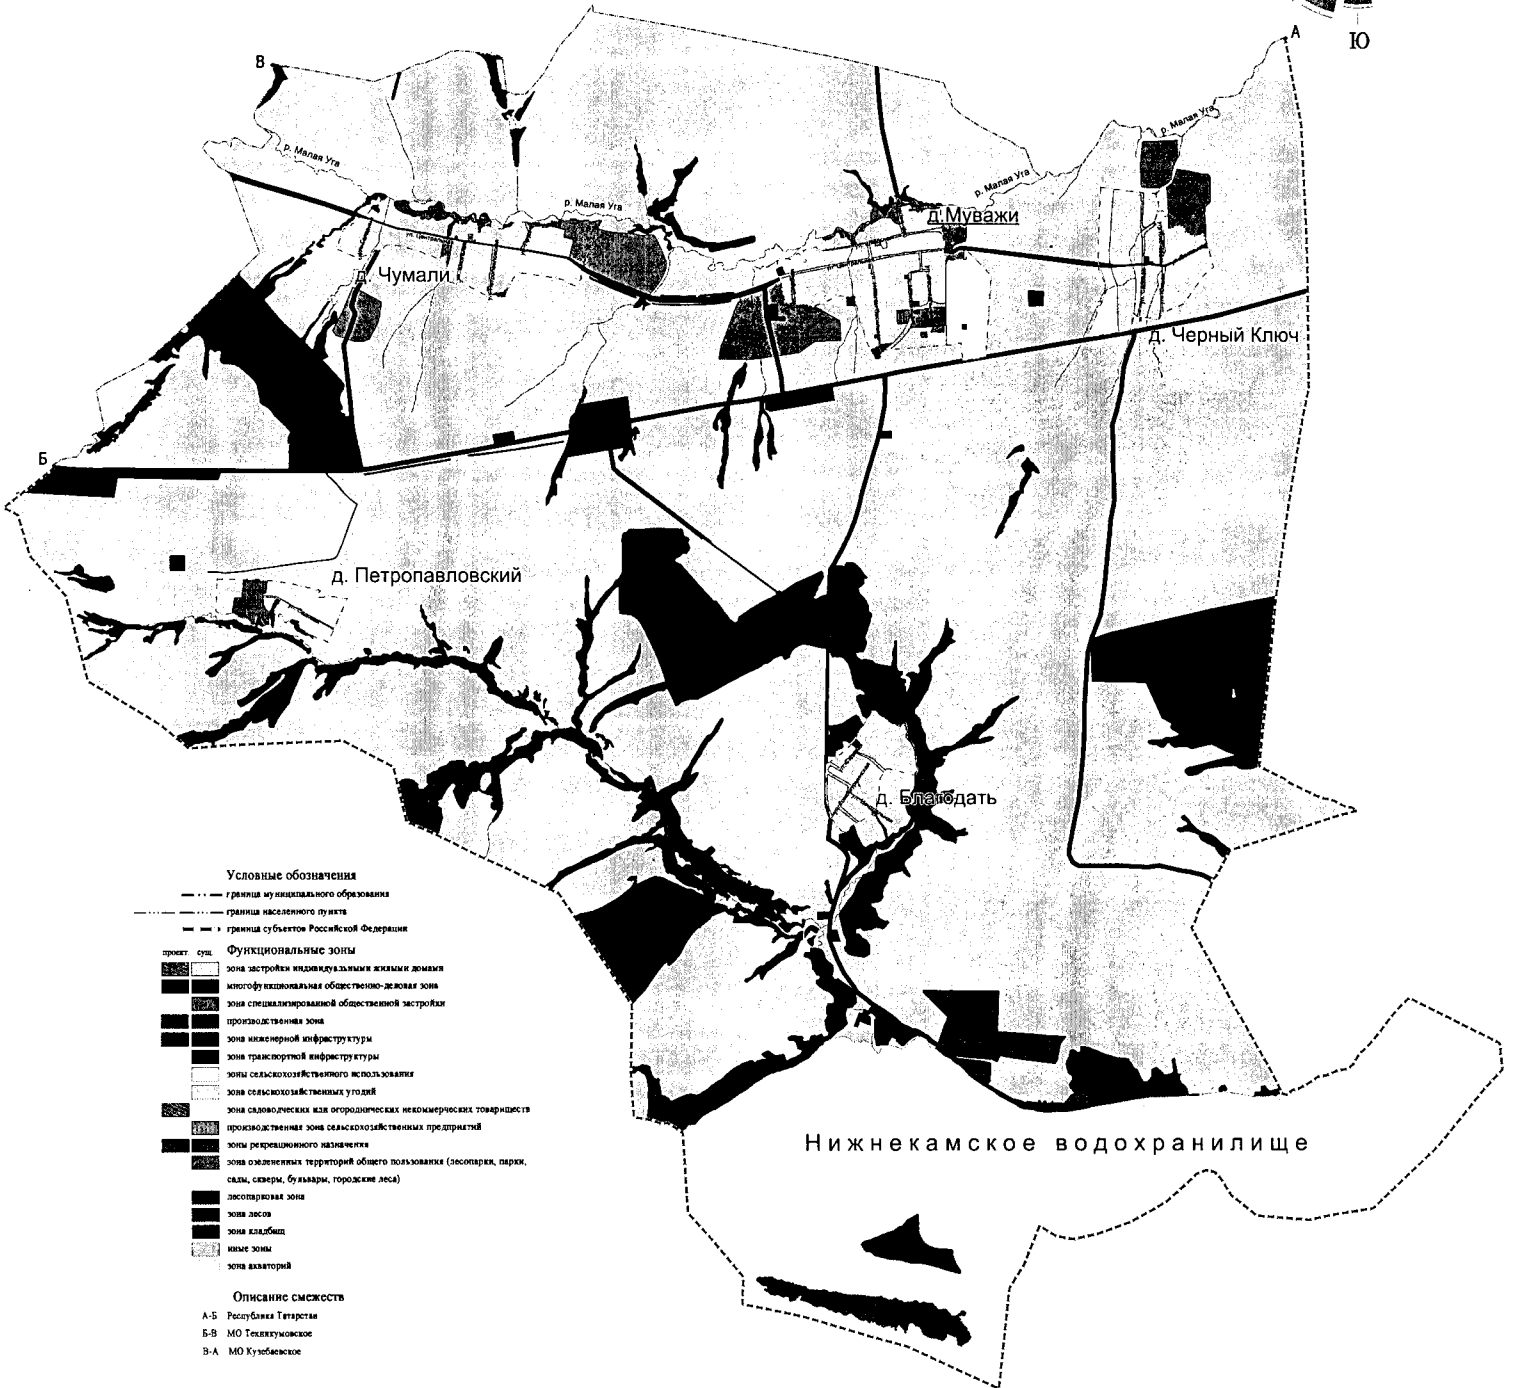 Ю
А
В
р. Малая Уга
р. Малая Уга
р. Малая Уга
р. Малая Уга
д.Муважи
д. Чумали
д. Черный Ключ
Б
д. Петропавловский
д. Благодать
Нижнекамское водохранилище
Условные обозначения
граница муниципального образования
граница населенного пункта
граница субъектов Российской Федерации
проект. сущ. Функциональные зоны
зона застройки индивидуальными жилыми домами
многофункциональная общественно-деловая зона
зона специализированной общественной застройки
производственная зона
зона инженерной инфраструктуры
зона транспортной инфраструктуры
зоны сельскохозяйственного использования
зона сельскохозяйственных угодий
зона садоводческих или огороднических некоммерческих товариществ
производственная зона сельскохозяйственных предприятий
зоны рекреационного назначения
зона озелененных территорий общего пользования (лесопарки, парки,
сады, скверы, бульвары, городские леса)
лесопарковая зона
зона лесов
зона кладбищ
иные зоны
зона акваторий
Описание смежеств
А-Б Республика Татарстан
Б-В МО Технikумовское
В-А МО Кузебаевское